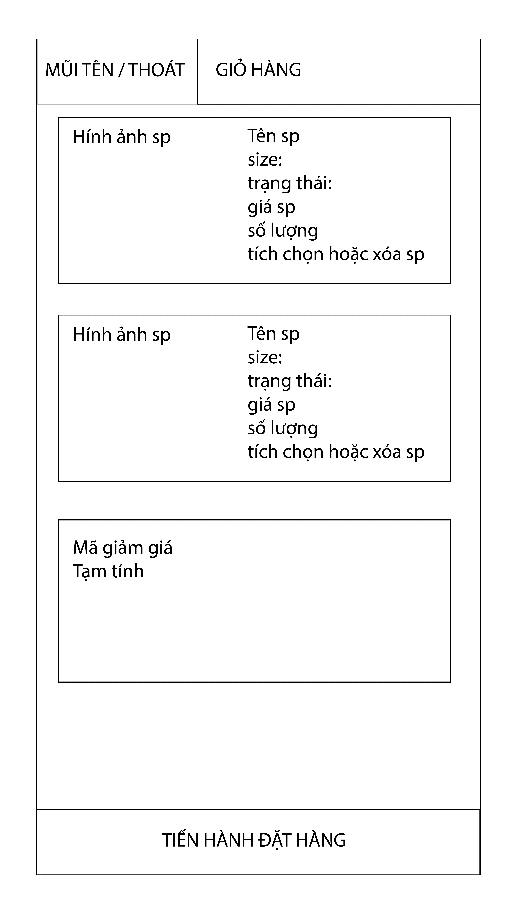 MŨI TÊN / THOÁT
GIỎ HÀNG
Hính ảnh sp
Tên sp
size:
trạng thái:
giá sp
số lượng
tích chọn hoặc xóa sp
Hính ảnh sp
Tên sp
size:
trạng thái:
giá sp
số lượng
tích chọn hoặc xóa sp
Mã giảm giá
Tạm tính
TIẾN HÀNH ĐẶT HÀNG